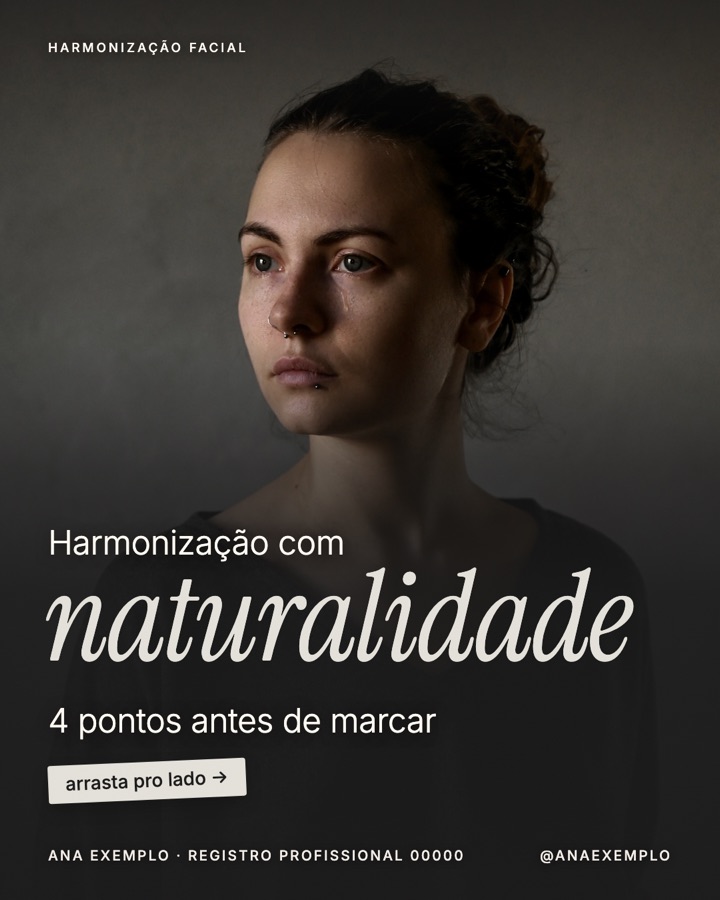 HARMONIZAÇÃO FACIAL
Harmonização com
naturalidade
4 pontos antes de marcar
arrasta pro lado →
ANA EXEMPLO · REGISTRO PROFISSIONAL 00000
@ANAEXEMPLO